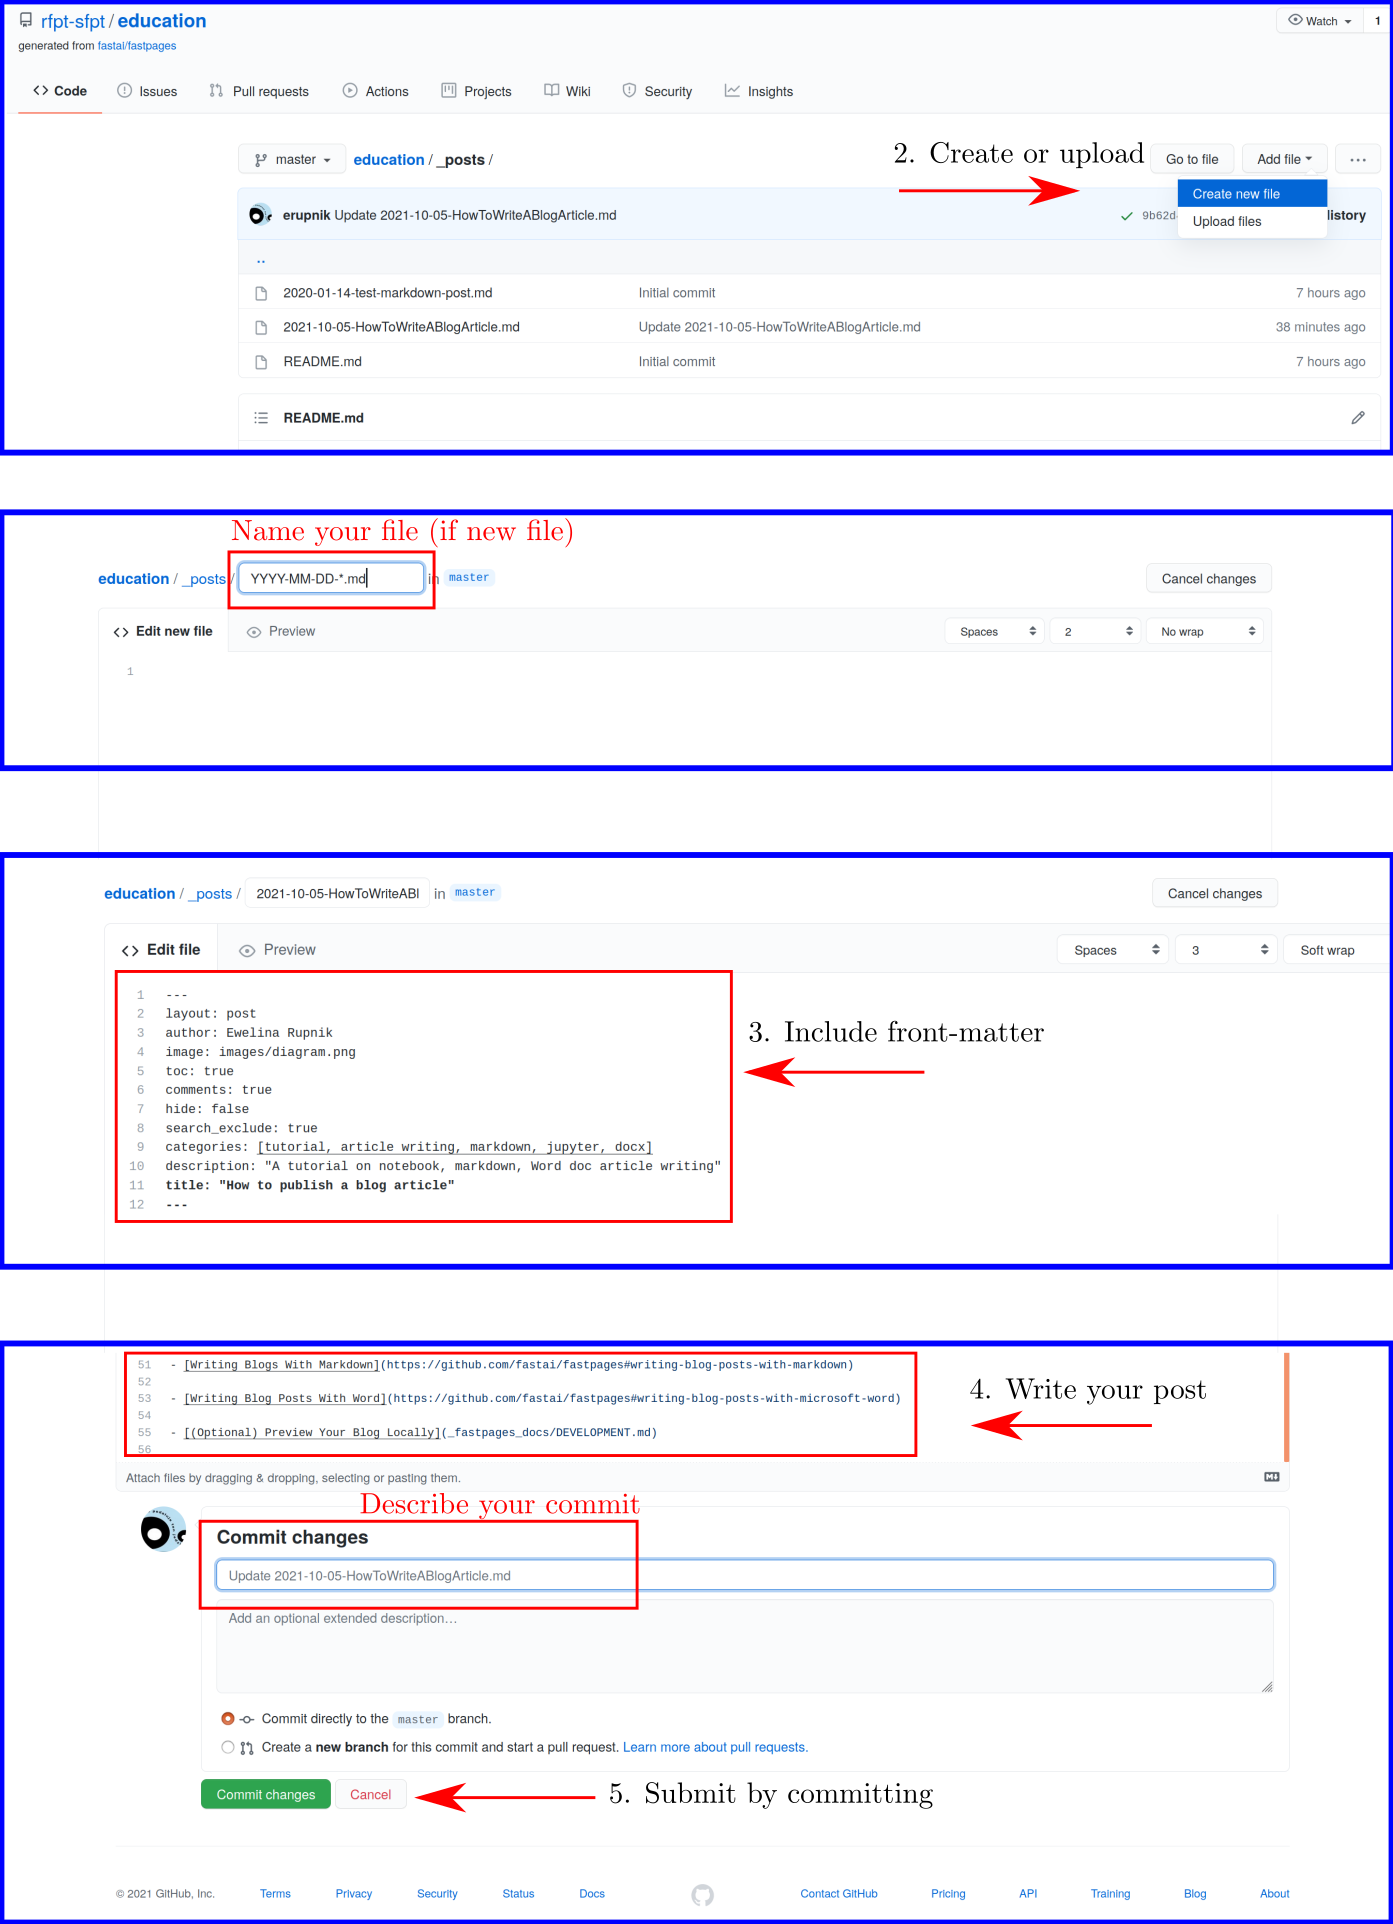 rfpt-sfpt / education
Watch 1
generated from fastai/fastpages
Code Issues Pull requests Actions Projects Wiki Security Insights
2. Create or upload
master education / _posts / Go to file Add file ...
Create new file
Upload files
erupnik Update 2021-10-05-HowToWriteABlogArticle.md 9b62d istory
..
2020-01-14-test-markdown-post.md Initial commit 7 hours ago
2021-10-05-HowToWriteABlogArticle.md Update 2021-10-05-HowToWriteABlogArticle.md 38 minutes ago
README.md Initial commit 7 hours ago
README.md
Name your file (if new file)
education / _posts / YYYY-MM-DD-*.md in master Cancel changes
<> Edit new file Preview Spaces 2 No wrap
1
education / _posts / 2021-10-05-HowToWriteABl in master Cancel changes
<> Edit file Preview Spaces 3 Soft wrap
1 ---
2 layout: post
3 author: Ewelina Rupnik
4 image: images/diagram.png
5 toc: true
6 comments: true
7 hide: false
8 search_exclude: true
9 categories: [tutorial, article writing, markdown, jupyter, docx]
10 description: "A tutorial on notebook, markdown, Word doc article writing"
11 title: "How to publish a blog article"
12 ---
3. Include front-matter
51 - [Writing Blogs With Markdown](https://github.com/fastai/fastpages#writing-blog-posts-with-markdown)
52
53 - [Writing Blog Posts With Word](https://github.com/fastai/fastpages#writing-blog-posts-with-microsoft-word)
54
55 - [(Optional) Preview Your Blog Locally](_fastpages_docs/DEVELOPMENT.md)
56
4. Write your post
Attach files by dragging & dropping, selecting or pasting them.
Describe your commit
Commit changes
Update 2021-10-05-HowToWriteABlogArticle.md
Add an optional extended description…
Commit directly to the master branch.
Create a new branch for this commit and start a pull request. Learn more about pull requests.
Commit changes Cancel
5. Submit by committing
© 2021 GitHub, Inc. Terms Privacy Security Status Docs Contact GitHub Pricing API Training Blog About